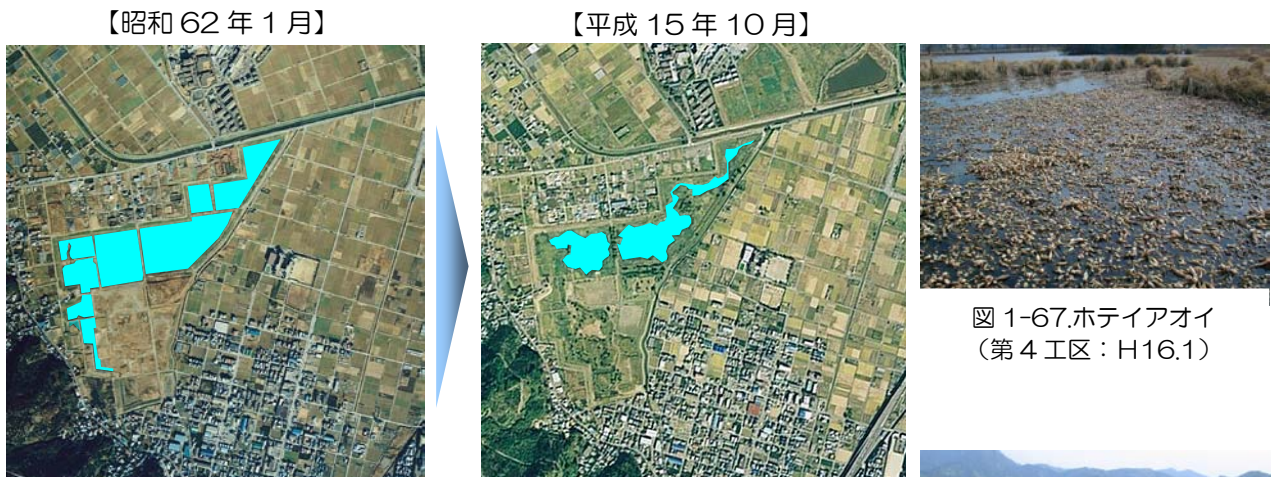 【昭和 62 年 1 月】
【平成 15 年 10 月】
図 1-67.ホテイアオイ
（第 4 工区：H16.1）